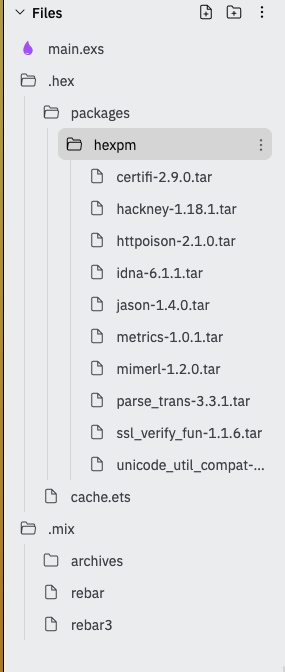 Files
main.exs
.hex
packages
hexpm
certifi-2.9.0.tar
hackney-1.18.1.tar
httpoison-2.1.0.tar
idna-6.1.1.tar
jason-1.4.0.tar
metrics-1.0.1.tar
mimerl-1.2.0.tar
parse_trans-3.3.1.tar
ssl_verify_fun-1.1.6.tar
unicode_util_compat-...
cache.ets
.mix
archives
rebar
rebar3